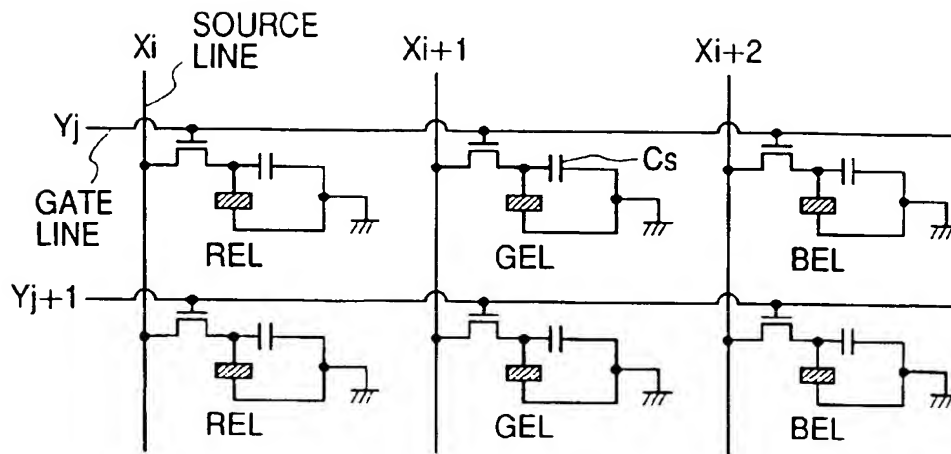 SOURCE
LINE
Xi
Xi+1
Xi+2
Yj
Cs
GATE
LINE
REL
GEL
BEL
Yj+1
REL
GEL
BEL